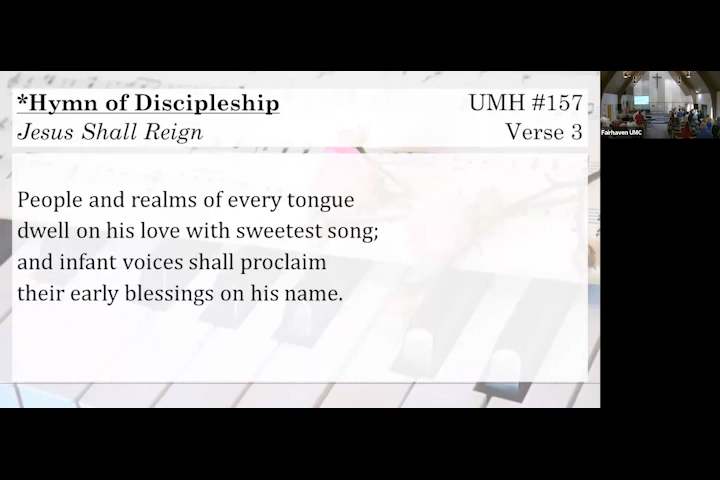 *Hymn of Discipleship
UMH #157
Jesus Shall Reign
Verse 3
People and realms of every tongue
dwell on his love with sweetest song;
and infant voices shall proclaim
their early blessings on his name.
Fairhaven UMC